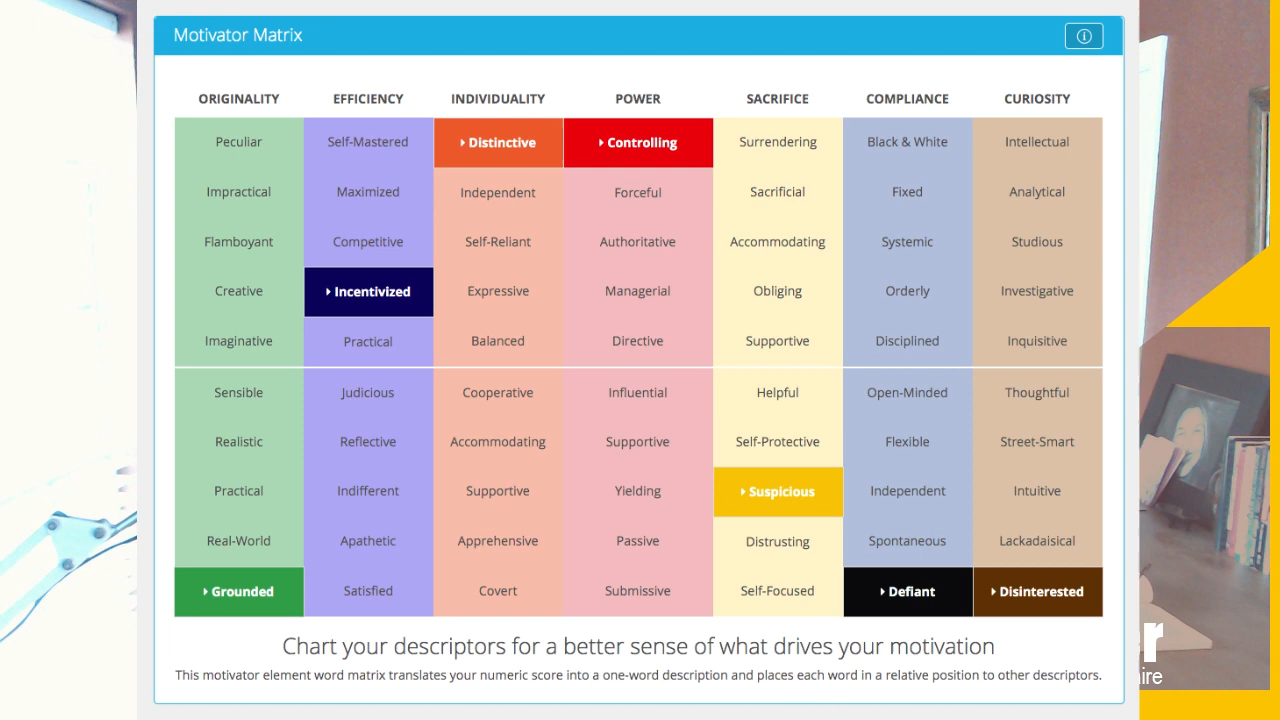 Motivator Matrix
ORIGINALITY EFFICIENCY INDIVIDUALITY POWER SACRIFICE COMPLIANCE CURIOSITY
Peculiar Self-Mastered Distinctive Controlling Surrendering Black & White Intellectual
Impractical Maximized Independent Forceful Sacrificial Fixed Analytical
Flamboyant Competitive Self-Reliant Authoritative Accommodating Systemic Studious
Creative Incentivized Expressive Managerial Obliging Orderly Investigative
Imaginative Practical Balanced Directive Supportive Disciplined Inquisitive
Sensible Judicious Cooperative Influential Helpful Open-Minded Thoughtful
Realistic Reflective Accommodating Supportive Self-Protective Flexible Street-Smart
Practical Indifferent Supportive Yielding Suspicious Independent Intuitive
Real-World Apathetic Apprehensive Passive Distrusting Spontaneous Lackadaisical
Grounded Satisfied Covert Submissive Self-Focused Defiant Disinterested
Chart your descriptors for a better sense of what drives your motivation
This motivator element word matrix translates your numeric score into a one-word description and places each word in a relative position to other descriptors.